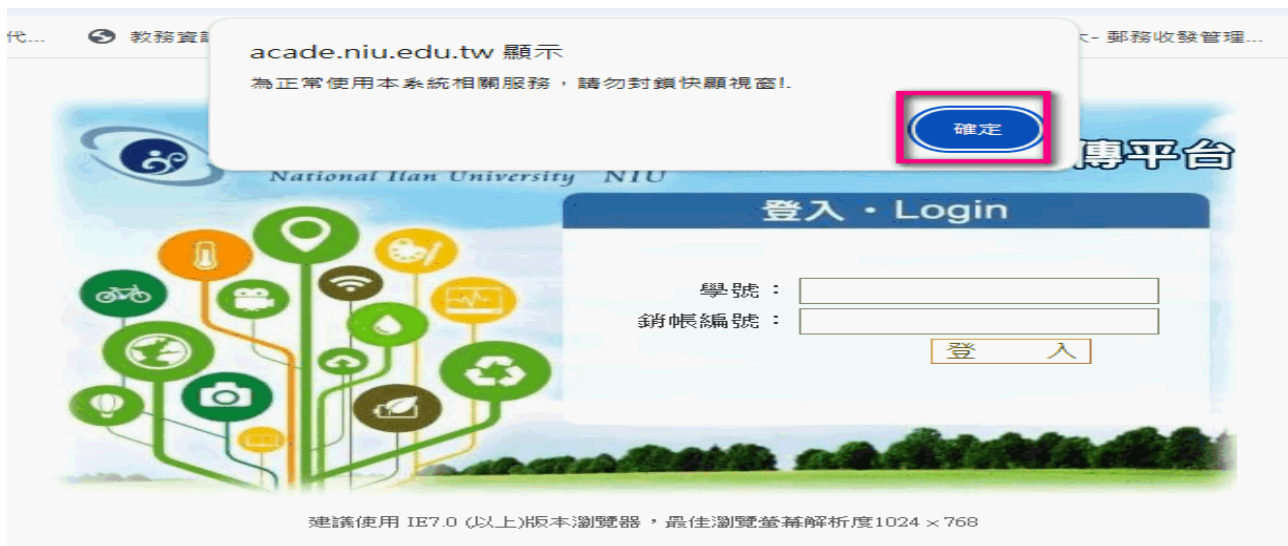 代...
教務資
大- 郵務收發管理...
acade.niu.edu.tw 顯示
為正常使用本系統相關服務，請勿封鎖快顯視窗!.
確定
傳平台
National Ilan University NIU
登入・Login
學號：
銷帳編號：
登 入
建議使用 IE7.0 (以上)版本瀏覽器，最佳瀏覽螢幕解析度1024 × 768